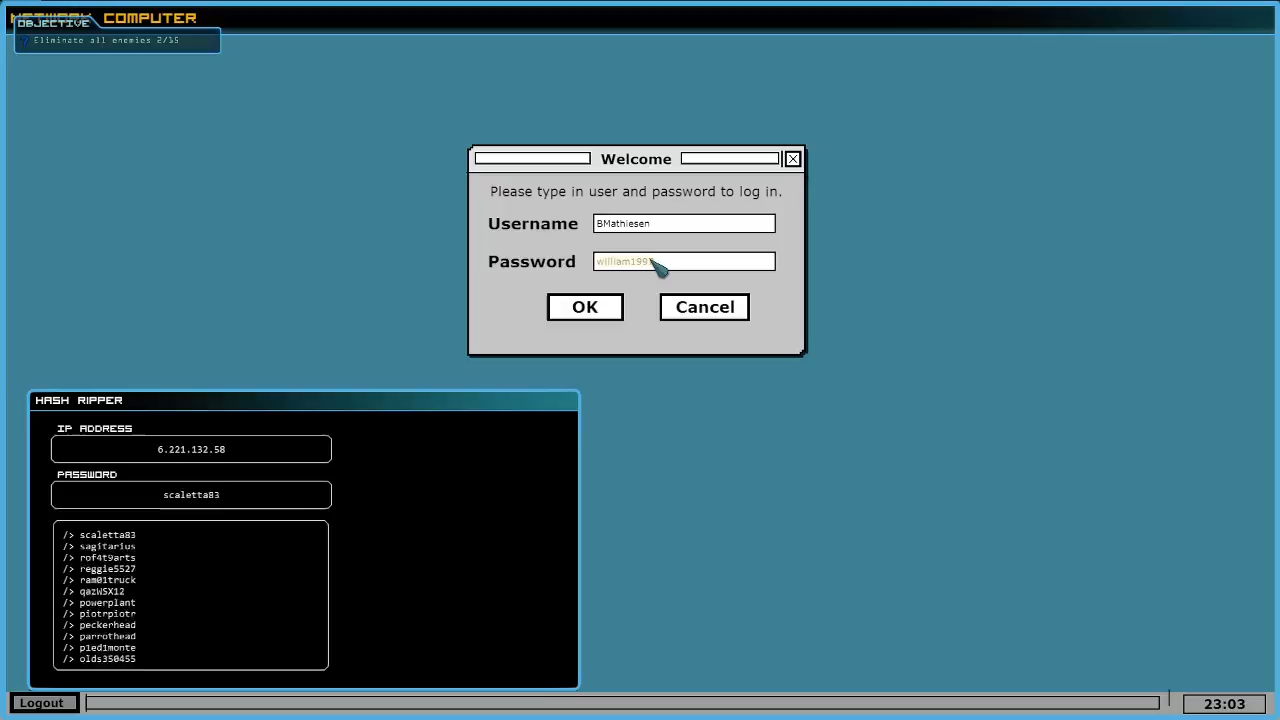 NETWORK COMPUTER
OBJECTIVE
? Eliminate all enemies 2/15
Welcome
Please type in user and password to log in.
Username BMathiesen
Password
OK Cancel
HASH RIPPER
IP ADDRESS
6.221.132.58
PASSWORD
scaletta83
/> scaletta83
/> sagitarius
/> rof4t9arts
/> reggie5527
/> ram01truck
/> qazWSX12
/> powerplant
/> piotrpiotr
/> peckerhead
/> parrothead
/> p1ed1monte
/> olds350455
Logout
23:03